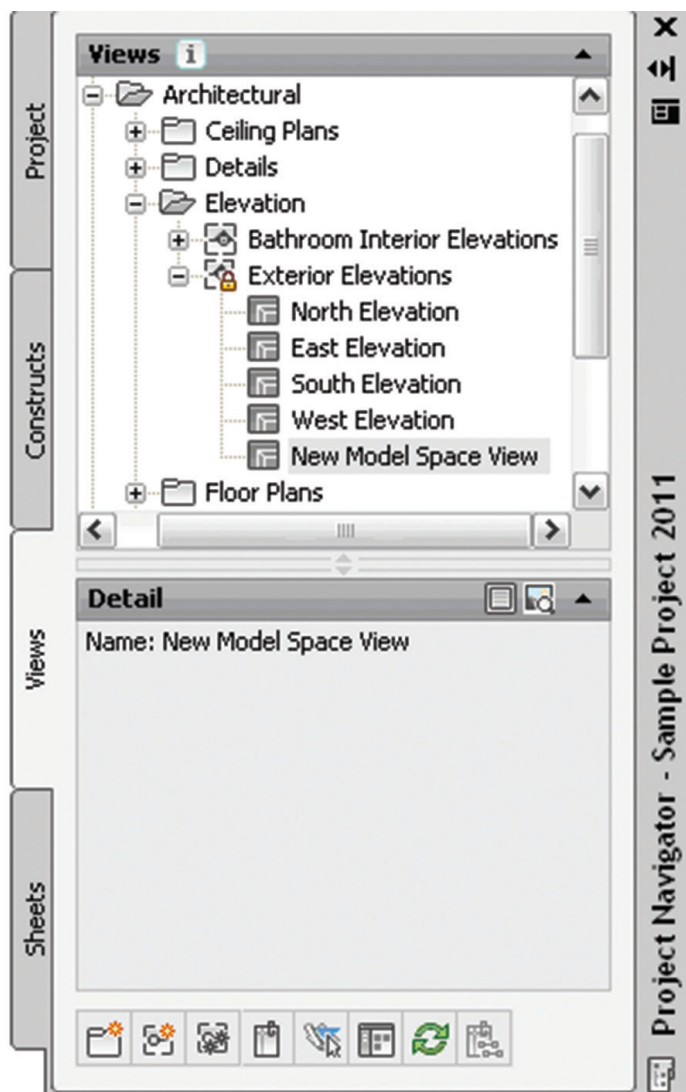 Project
Constructs
Views
Sheets
Views
Architectural
Ceiling Plans
Details
Elevation
Bathroom Interior Elevations
Exterior Elevations
North Elevation
East Elevation
South Elevation
West Elevation
New Model Space View
Floor Plans
Detail
Name: New Model Space View
Project Navigator - Sample Project 2011